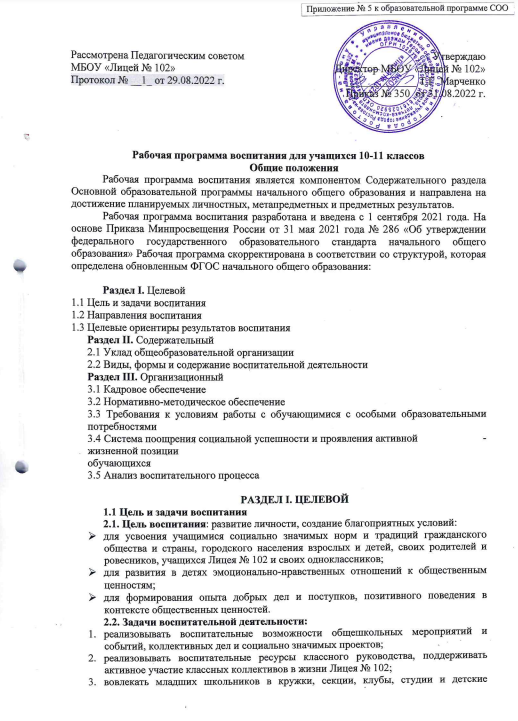 Приложение № 5 к образовательной программе СОО
Рассмотрена Педагогическим советом
МБОУ «Лицей № 102»
Протокол № __1_ от 29.08.2022 г.
Утверждаю
Директор МБОУ «Лицей № 102»
Марченко
Приказ № 350 от 31.08.2022 г.
Рабочая программа воспитания для учащихся 10-11 классов
Общие положения
Рабочая программа воспитания является компонентом Содержательного раздела
Основной образовательной программы начального общего образования и направлена на
достижение планируемых личностных, метапредметных и предметных результатов.
Рабочая программа воспитания разработана и введена с 1 сентября 2021 года. На
основе Приказа Минпросвещения России от 31 мая 2021 года № 286 «Об утверждении
федерального государственного образовательного стандарта начального общего
образования» Рабочая программа скорректирована в соответствии со структурой, которая
определена обновленным ФГОС начального общего образования:
Раздел I. Целевой
1.1 Цель и задачи воспитания
1.2 Направления воспитания
1.3 Целевые ориентиры результатов воспитания
Раздел II. Содержательный
2.1 Уклад общеобразовательной организации
2.2 Виды, формы и содержание воспитательной деятельности
Раздел III. Организационный
3.1 Кадровое обеспечение
3.2 Нормативно-методическое обеспечение
3.3 Требования к условиям работы с обучающимися с особыми образовательными
потребностями
3.4 Система поощрения социальной успешности и проявления активной -
жизненной позиции
обучающихся
3.5 Анализ воспитательного процесса
РАЗДЕЛ I. ЦЕЛЕВОЙ
1.1 Цель и задачи воспитания
2.1. Цель воспитания: развитие личности, создание благоприятных условий:
➢ для усвоения учащимися социально значимых норм и традиций гражданского
общества и страны, городского населения взрослых и детей, своих родителей и
ровесников, учащихся Лицея № 102 и своих одноклассников;
➢ для развития в детях эмоционально-нравственных отношений к общественным
ценностям;
➢ для формирования опыта добрых дел и поступков, позитивного поведения в
контексте общественных ценностей.
2.2. Задачи воспитательной деятельности:
1. реализовывать воспитательные возможности общешкольных мероприятий и
событий, коллективных дел и социально значимых проектов;
2. реализовывать воспитательные ресурсы классного руководства, поддерживать
активное участие классных коллективов в жизни Лицея № 102;
3. вовлекать младших школьников в кружки, секции, клубы, студии и детские